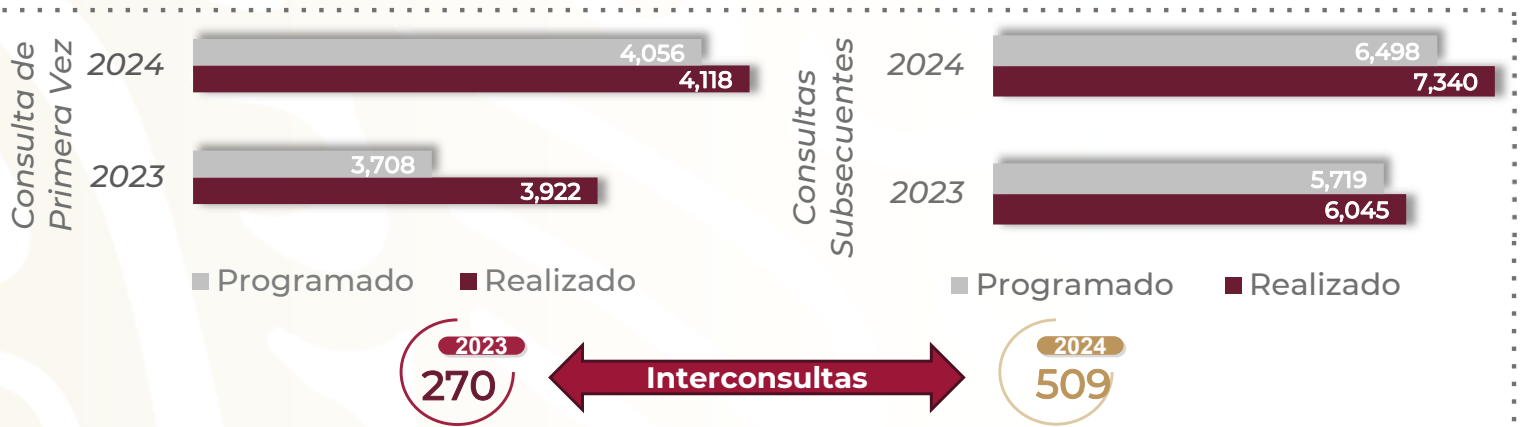 Consulta de
Primera Vez
2024
4,056
4,118
2023
3,708
3,922
Programado
Realizado
Consultas
Subsecuentes
2024
6,498
7,340
2023
5,719
6,045
Programado
Realizado
2023
270
Interconsultas
2024
509